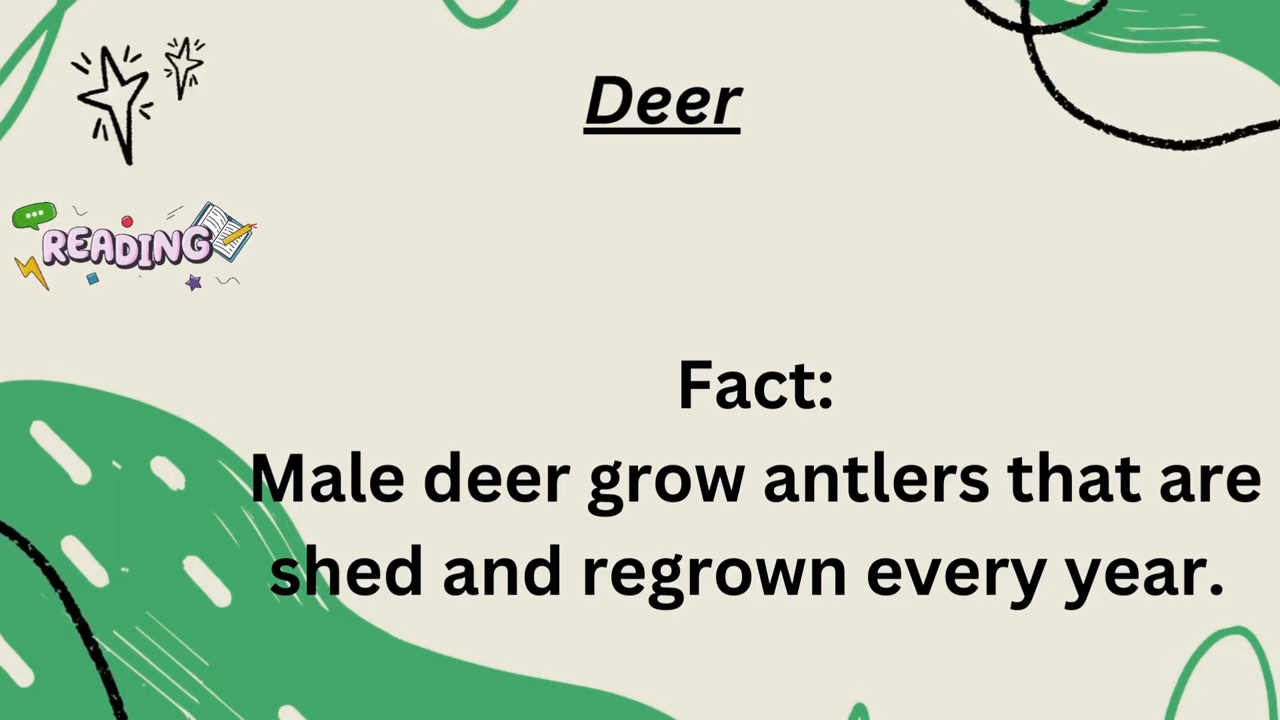 Deer
READING
Fact:
Male deer grow antlers that are
shed and regrown every year.